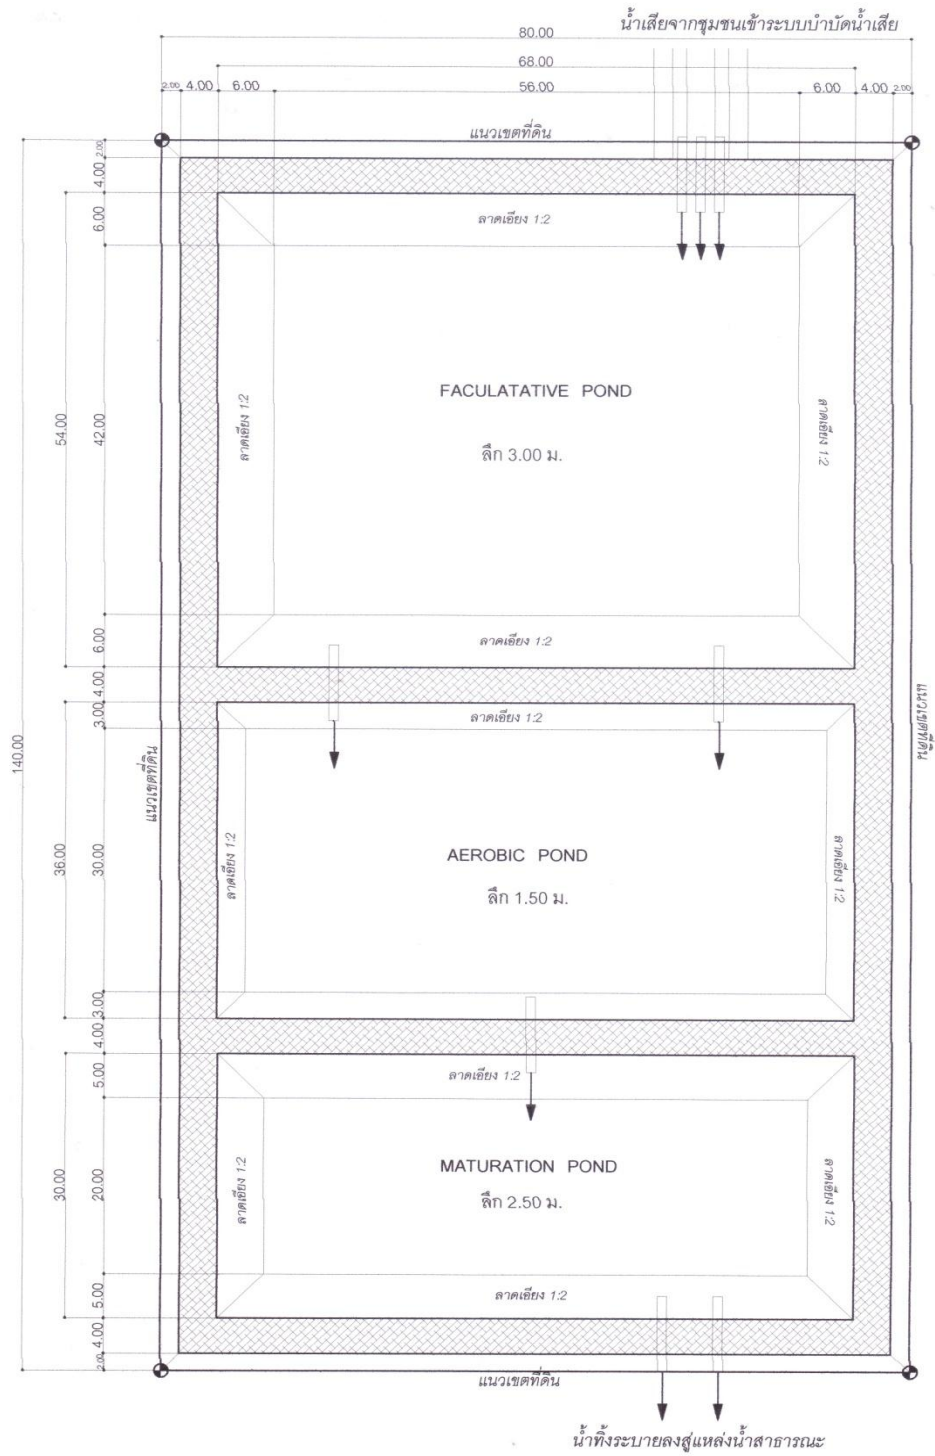 น้ำเสียจากชุมชนเข้าระบบบำบัดน้ำเสีย
80.00
68.00
2.00 4.00 6.00 56.00 6.00 4.00 2.00
แนวเขตที่ดิน
2.00
4.00
6.00
ลาดเอียง 1:2
FACULATATIVE POND
ลึก 3.00 ม.
ลาดเอียง 1:2
ลาดเอียง 1:2
54.00
42.00
6.00
ลาดเอียง 1:2
4.00
3.00
ลาดเอียง 1:2
140.00
แนวเขตที่ดิน
แนวเขตที่ดิน
AEROBIC POND
ลึก 1.50 ม.
ลาดเอียง 1:2
ลาดเอียง 1:2
36.00
30.00
3.00
4.00
5.00
ลาดเอียง 1:2
MATURATION POND
ลึก 2.50 ม.
ลาดเอียง 1:2
ลาดเอียง 1:2
30.00
20.00
5.00
ลาดเอียง 1:2
4.00
2.00
แนวเขตที่ดิน
น้ำทิ้งระบายลงสู่แหล่งน้ำสาธารณะ